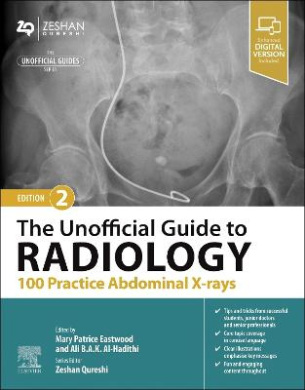 ZQ ZESHAN
QURESHI
THE
UNOFFICIAL GUIDES
SERIES
Enhanced
DIGITAL
VERSION
Included
EDITION 2
The Unofficial Guide to
RADIOLOGY
100 Practice Abdominal X-rays
Edited by
Mary Patrice Eastwood
and Ali B.A.K. Al-Hadithi
Series Editor
Zeshan Qureshi
Tips and tricks from successful
students, junior doctors
and senior professionals
Core topic coverage
in concise language
Clear illustrations
emphasise key messages
Fun and engaging
content throughout
ELSEVIER